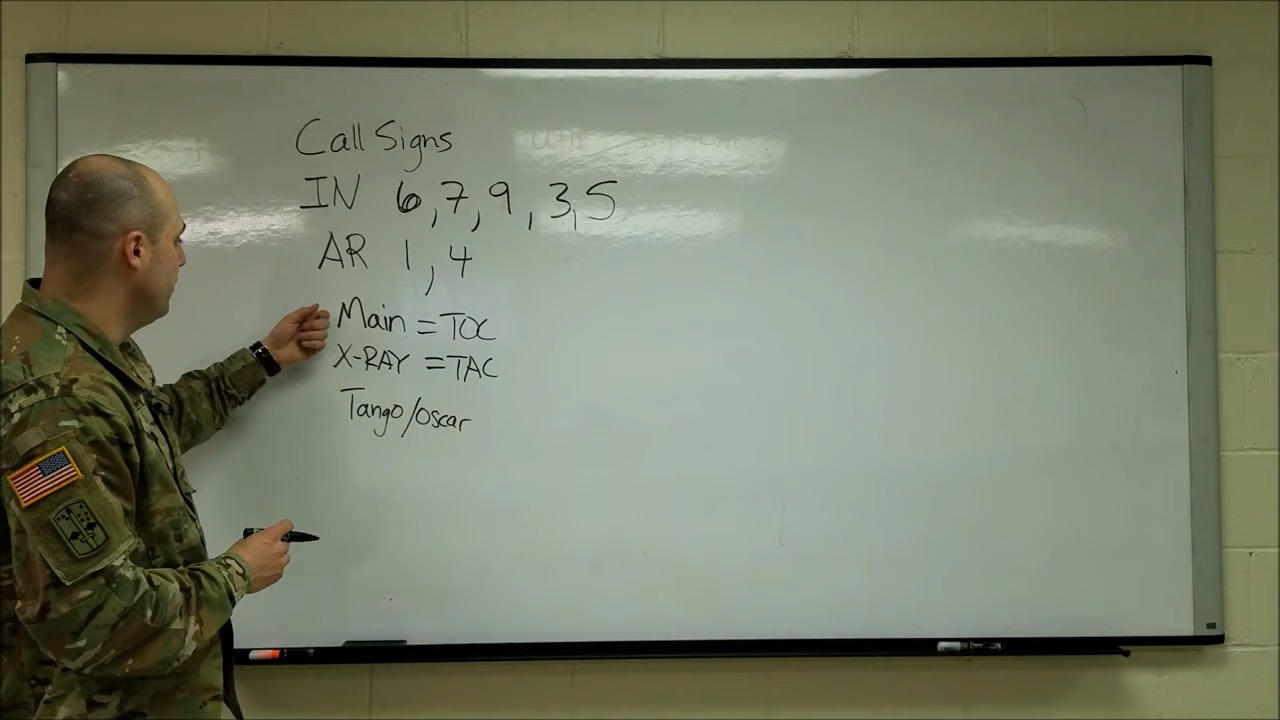 Call Signs
IN 6, 7, 9, 3, 5
AR 1, 4
Main = TOC
X-RAY = TAC
Tango/Oscar